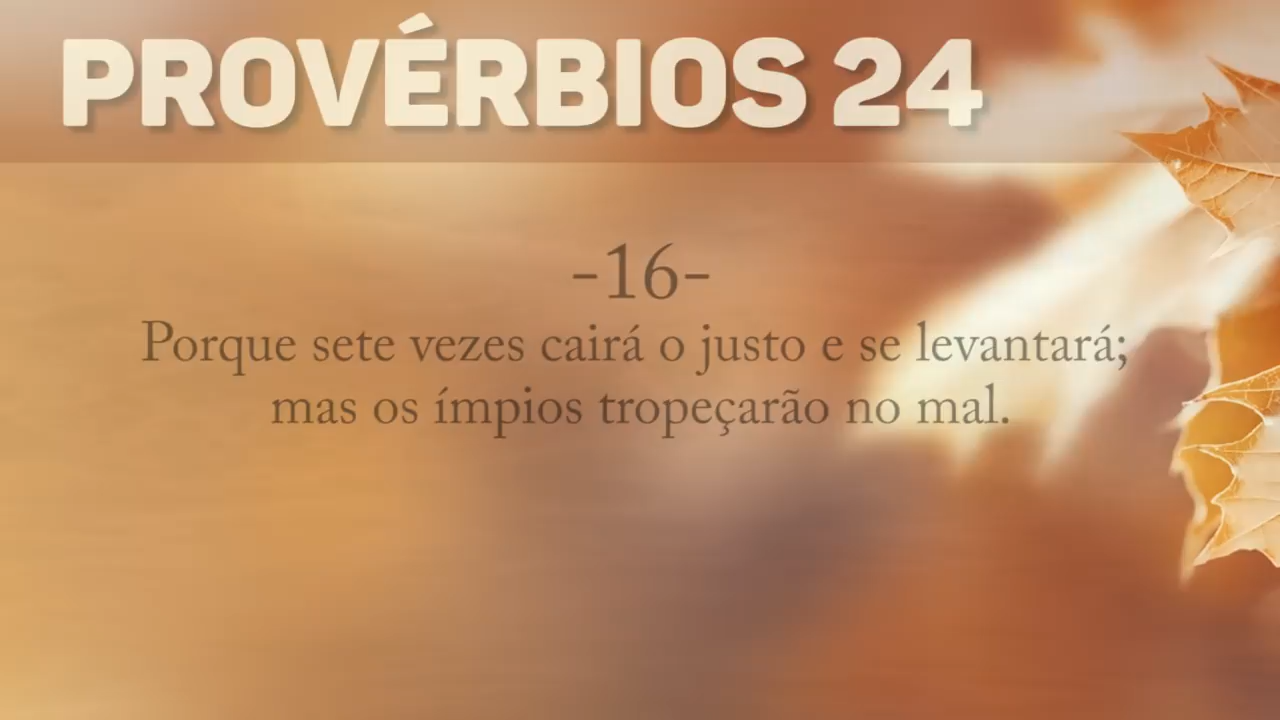 PROVÉRBIOS 24
-16-
Porque sete vezes cairá o justo e se levantará;
mas os ímpios tropeçarão no mal.